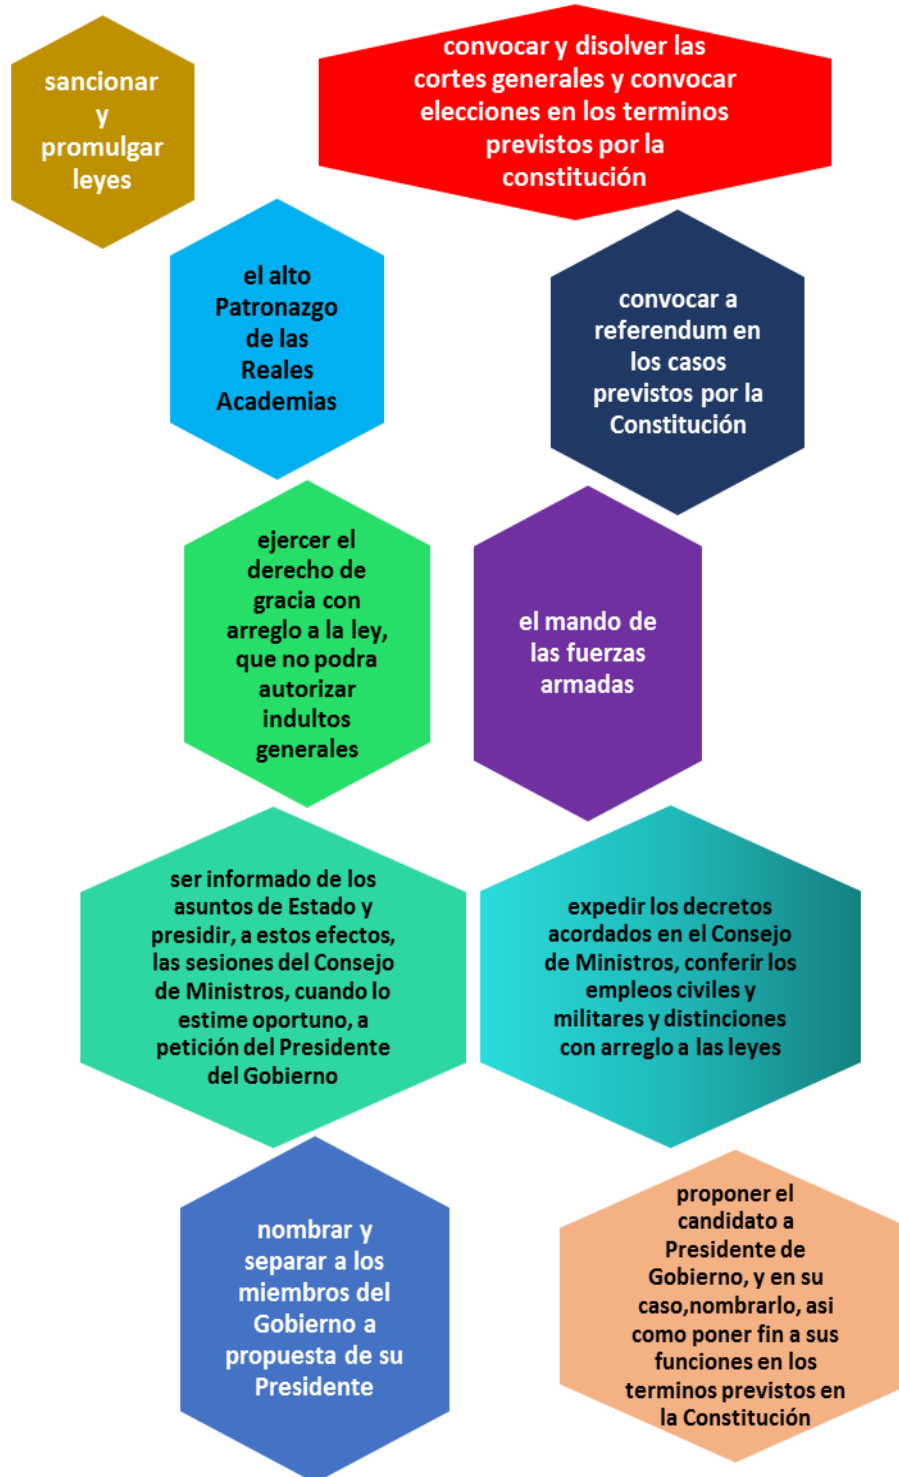 sancionar
y
promulgar
leyes
convocar y disolver las
cortes generales y convocar
elecciones en los terminos
previstos por la
constitución
el alto
Patronazgo
de las
Reales
Academias
convocar a
referendum en
los casos
previstos por la
Constitución
ejercer el
derecho de
gracia con
arreglo a la ley,
que no podra
autorizar
indultos
generales
el mando de
las fuerzas
armadas
ser informado de los
asuntos de Estado y
presidir, a estos efectos,
las sesiones del Consejo
de Ministros, cuando lo
estime oportuno, a
petición del Presidente
del Gobierno
expedir los decretos
acordados en el Consejo
de Ministros, conferir los
empleos civiles y
militares y distinciones
con arreglo a las leyes
nombrar y
separar a los
miembros del
Gobierno a
propuesta de su
Presidente
proponer el
candidato a
Presidente de
Gobierno, y en su
caso,nombrarlo, asi
como poner fin a sus
funciones en los
terminos previstos en
la Constitución